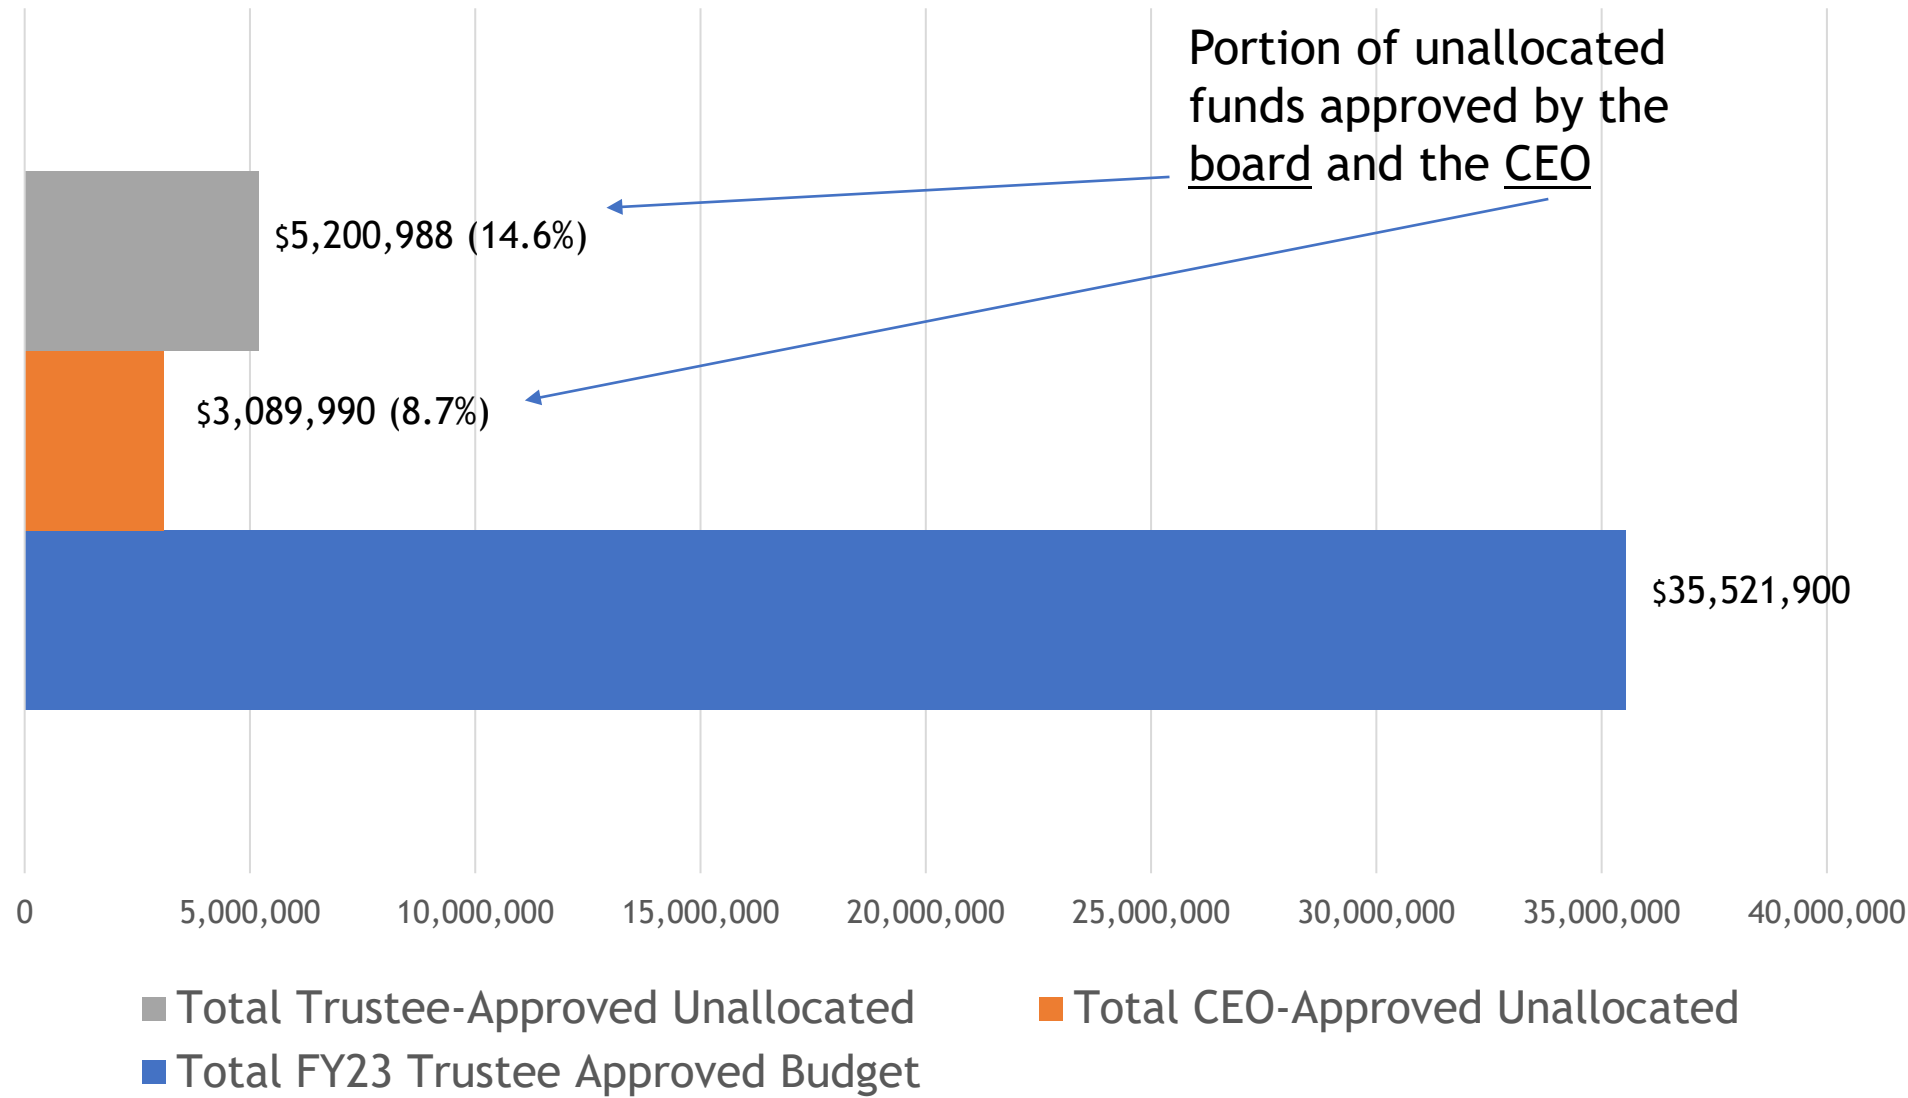 Portion of unallocated
funds approved by the
board and the CEO
$5,200,988 (14.6%)
$3,089,990 (8.7%)
$35,521,900
0 5,000,000 10,000,000 15,000,000 20,000,000 25,000,000 30,000,000 35,000,000 40,000,000
Total Trustee-Approved Unallocated Total CEO-Approved Unallocated
Total FY23 Trustee Approved Budget